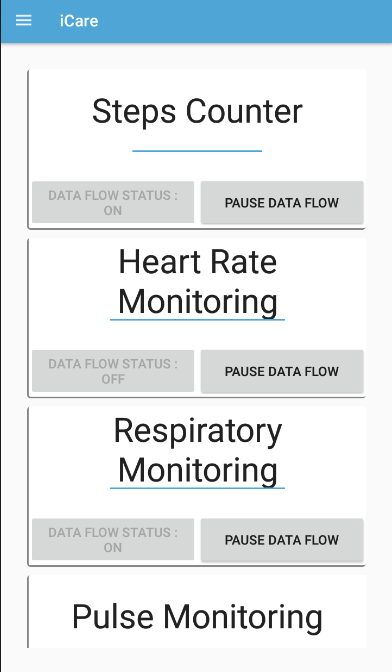 iCare
Steps Counter
DATA FLOW STATUS :
ON
PAUSE DATA FLOW
Heart Rate
Monitoring
DATA FLOW STATUS :
OFF
PAUSE DATA FLOW
Respiratory
Monitoring
DATA FLOW STATUS :
ON
PAUSE DATA FLOW
Pulse Monitoring